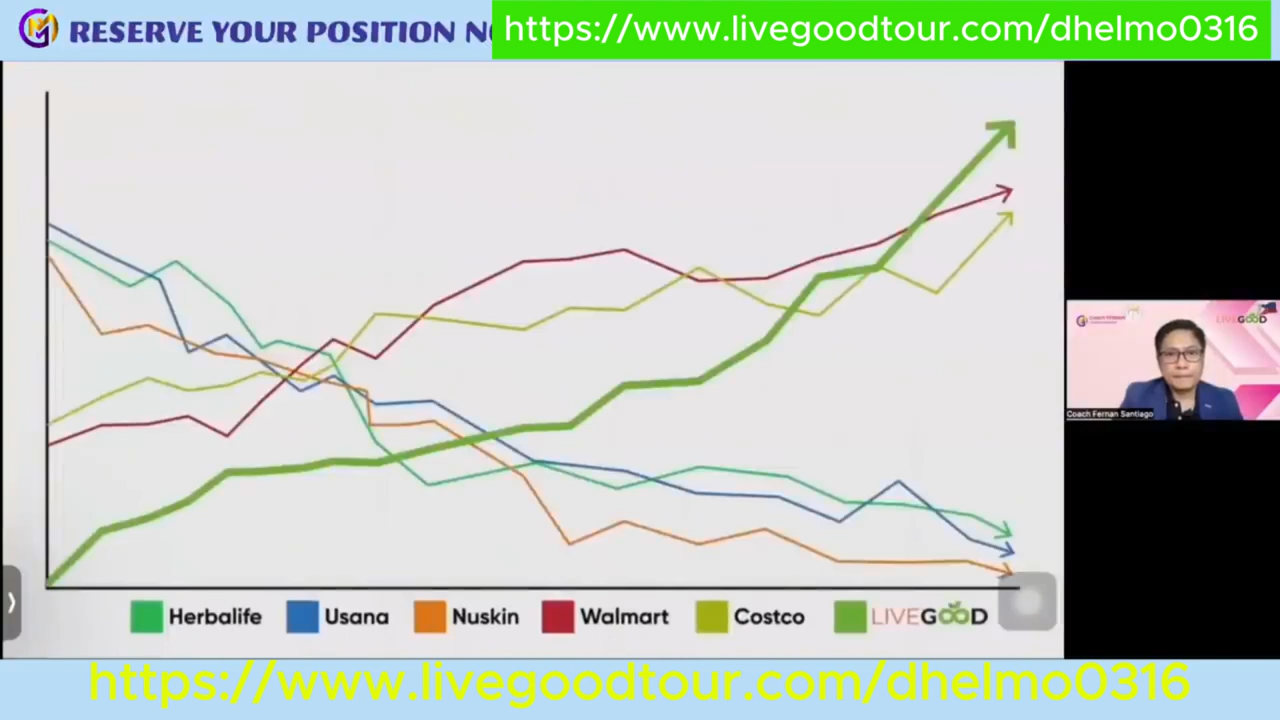 RESERVE YOUR POSITION
https://www.livegoodtour.com/dhelmo0316
LIVEGOOD
Coach Fernan Santiago
Herbalife
Usana
Nuskin
Walmart
Costco
LIVEGOOD
https://www.livegoodtour.com/dhelmo0316